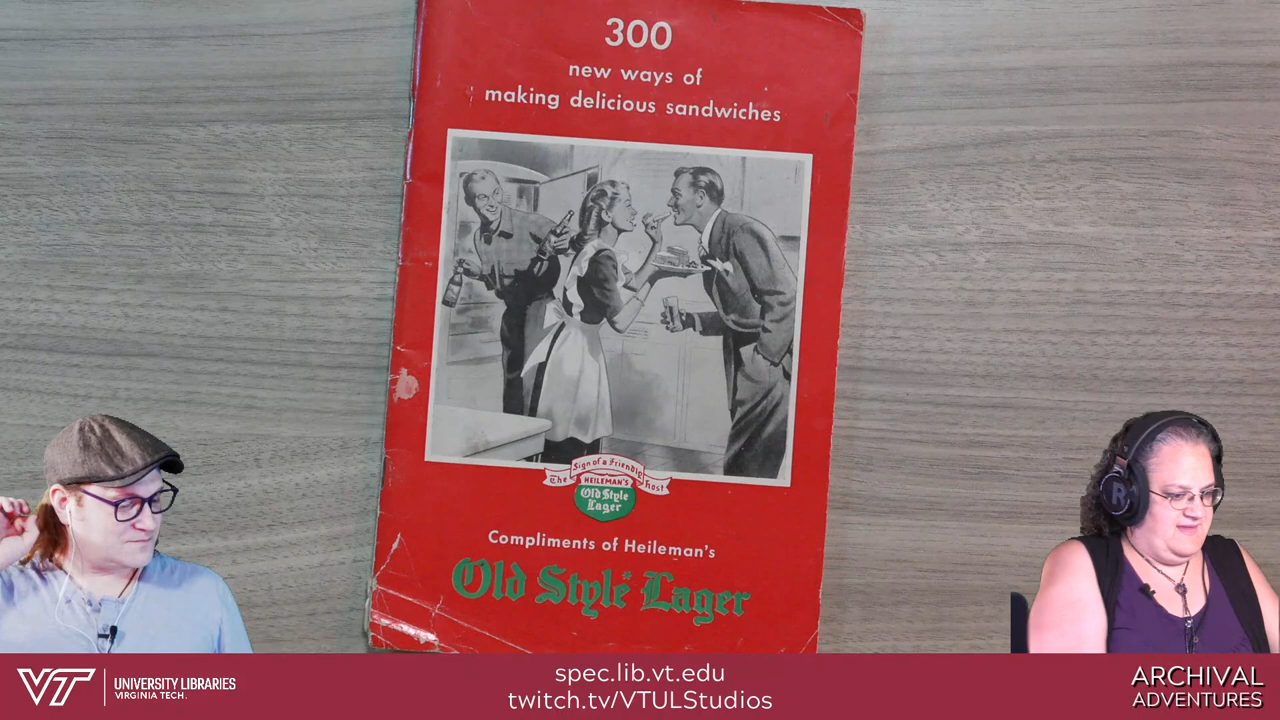 300
new ways of
making delicious sandwiches
The Sign of a Friendly Host
HEILEMAN'S
Old Style
Lager
Compliments of Heileman's
Old Style Lager
R
VT UNIVERSITY LIBRARIES
VIRGINIA TECH.
spec.lib.vt.edu
twitch.tv/VTULStudios
ARCHIVAL
ADVENTURES